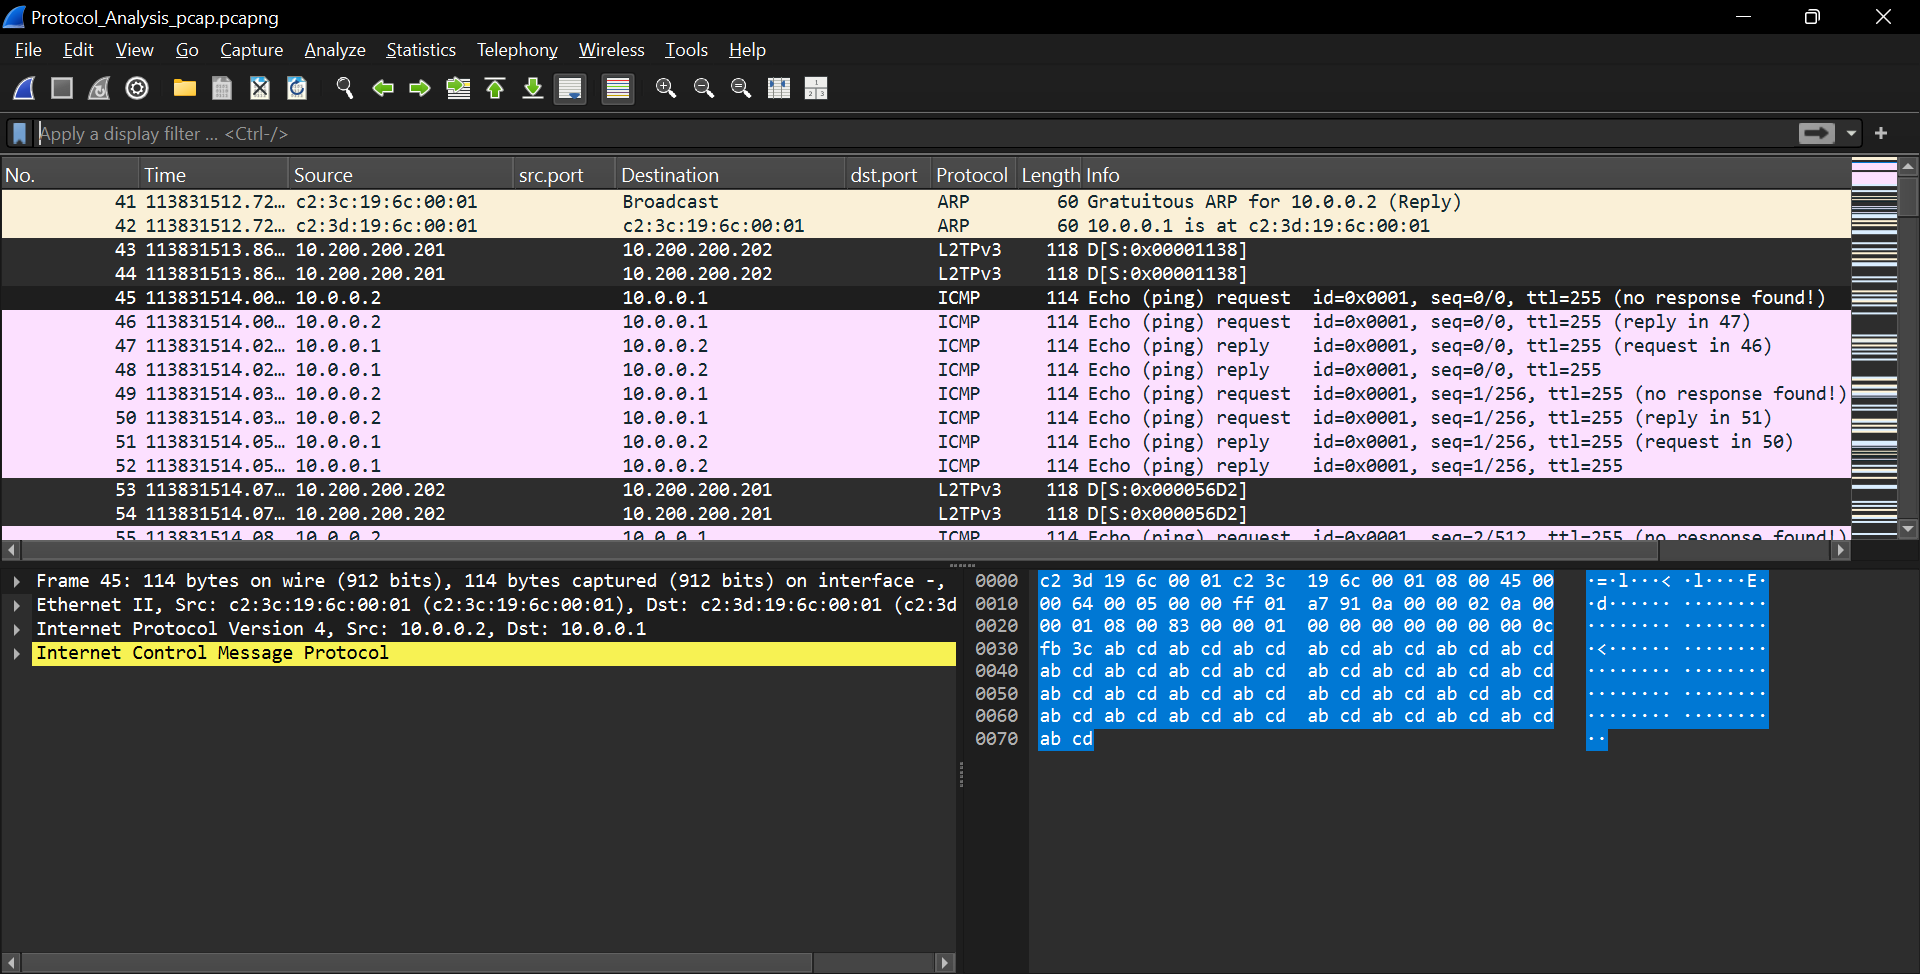 Protocol_Analysis_pcap.pcapng
File Edit View Go Capture Analyze Statistics Telephony Wireless Tools Help
Apply a display filter ... <Ctrl-/>
No. Time Source src.port Destination dst.port Protocol Length Info
41 113831512.72… c2:3c:19:6c:00:01 Broadcast ARP 60 Gratuitous ARP for 10.0.0.2 (Reply)
42 113831512.72… c2:3d:19:6c:00:01 c2:3c:19:6c:00:01 ARP 60 10.0.0.1 is at c2:3d:19:6c:00:01
43 113831513.86… 10.200.200.201 10.200.200.202 L2TPv3 118 D[S:0x00001138]
44 113831513.86… 10.200.200.201 10.200.200.202 L2TPv3 118 D[S:0x00001138]
45 113831514.00… 10.0.0.2 10.0.0.1 ICMP 114 Echo (ping) request id=0x0001, seq=0/0, ttl=255 (no response found!)
46 113831514.00… 10.0.0.2 10.0.0.1 ICMP 114 Echo (ping) request id=0x0001, seq=0/0, ttl=255 (reply in 47)
47 113831514.02… 10.0.0.1 10.0.0.2 ICMP 114 Echo (ping) reply id=0x0001, seq=0/0, ttl=255 (request in 46)
48 113831514.02… 10.0.0.1 10.0.0.2 ICMP 114 Echo (ping) reply id=0x0001, seq=0/0, ttl=255
49 113831514.03… 10.0.0.2 10.0.0.1 ICMP 114 Echo (ping) request id=0x0001, seq=1/256, ttl=255 (no response found!)
50 113831514.03… 10.0.0.2 10.0.0.1 ICMP 114 Echo (ping) request id=0x0001, seq=1/256, ttl=255 (reply in 51)
51 113831514.05… 10.0.0.1 10.0.0.2 ICMP 114 Echo (ping) reply id=0x0001, seq=1/256, ttl=255 (request in 50)
52 113831514.05… 10.0.0.1 10.0.0.2 ICMP 114 Echo (ping) reply id=0x0001, seq=1/256, ttl=255
53 113831514.07… 10.200.200.202 10.200.200.201 L2TPv3 118 D[S:0x000056D2]
54 113831514.07… 10.200.200.202 10.200.200.201 L2TPv3 118 D[S:0x000056D2]
55 113831514.08… 10.0.0.2 10.0.0.1 ICMP 114 Echo (ping) request id=0x0001, seq=2/512, ttl=255 (no response found!)
Frame 45: 114 bytes on wire (912 bits), 114 bytes captured (912 bits) on interface -,
Ethernet II, Src: c2:3c:19:6c:00:01 (c2:3c:19:6c:00:01), Dst: c2:3d:19:6c:00:01 (c2:3d
Internet Protocol Version 4, Src: 10.0.0.2, Dst: 10.0.0.1
Internet Control Message Protocol
0000 c2 3d 19 6c 00 01 c2 3c 19 6c 00 01 08 00 45 00 ·=·l···< ·l····E·
0010 00 64 00 05 00 00 ff 01 a7 91 0a 00 00 02 0a 00 ·d······ ········
0020 00 01 08 00 83 00 00 01 00 00 00 00 00 00 00 0c ········ ········
0030 fb 3c ab cd ab cd ab cd ab cd ab cd ab cd ab cd ·<······ ········
0040 ab cd ab cd ab cd ab cd ab cd ab cd ab cd ab cd ········ ········
0050 ab cd ab cd ab cd ab cd ab cd ab cd ab cd ab cd ········ ········
0060 ab cd ab cd ab cd ab cd ab cd ab cd ab cd ab cd ········ ········
0070 ab cd ··